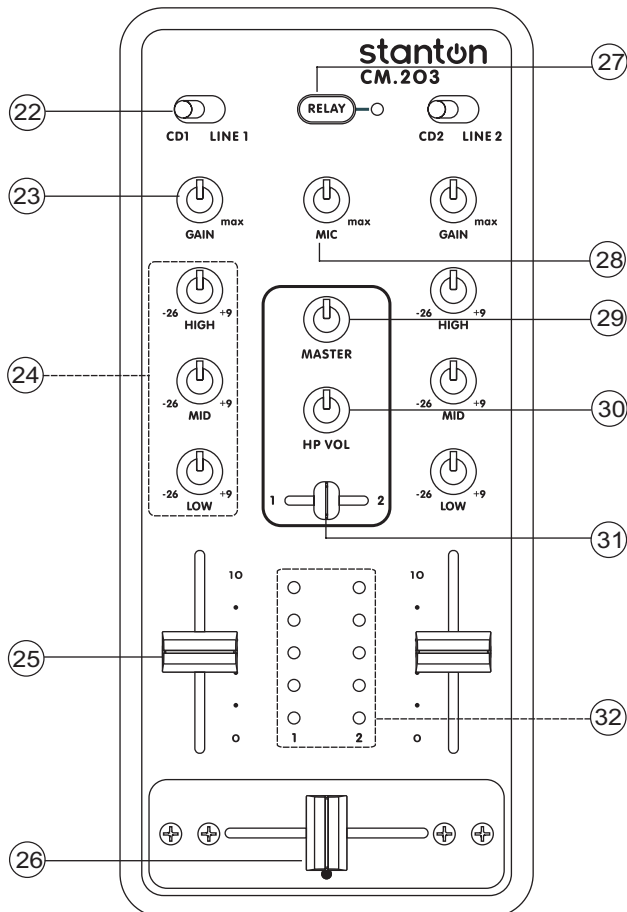 stanton
CM.203
27
RELAY
22
CD1 LINE 1
CD2 LINE 2
23
max
max
max
GAIN
MIC
GAIN
28
-26 +9
HIGH
-26 +9
HIGH
29
MASTER
24
-26 +9
MID
-26 +9
MID
30
HP VOL
-26 +9
LOW
1 2
-26 +9
LOW
31
10
10
25
0
1 2
0
32
26